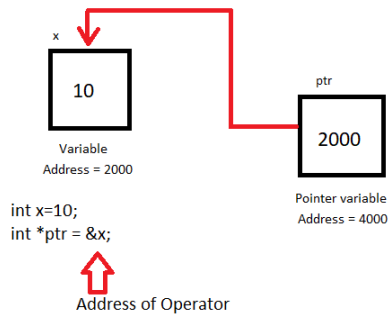 x
10
Variable
Address = 2000
ptr
2000
Pointer variable
Address = 4000
int x=10;
int *ptr = &x;
Address of Operator